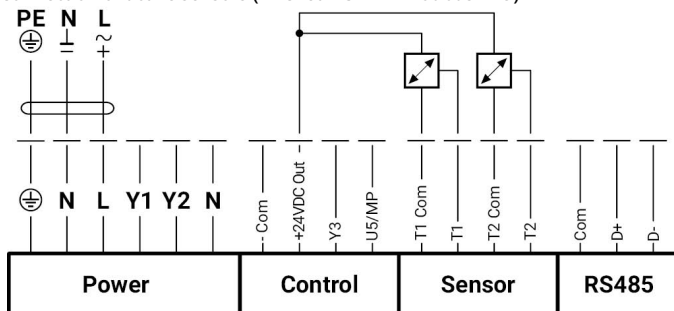 PE N L
N L Y1 Y2 N
- Com
+24VDC Out
Y3
U5/MP
T1 Com
T1
T2 Com
T2
Com
D+
D-
Power Control Sensor RS485